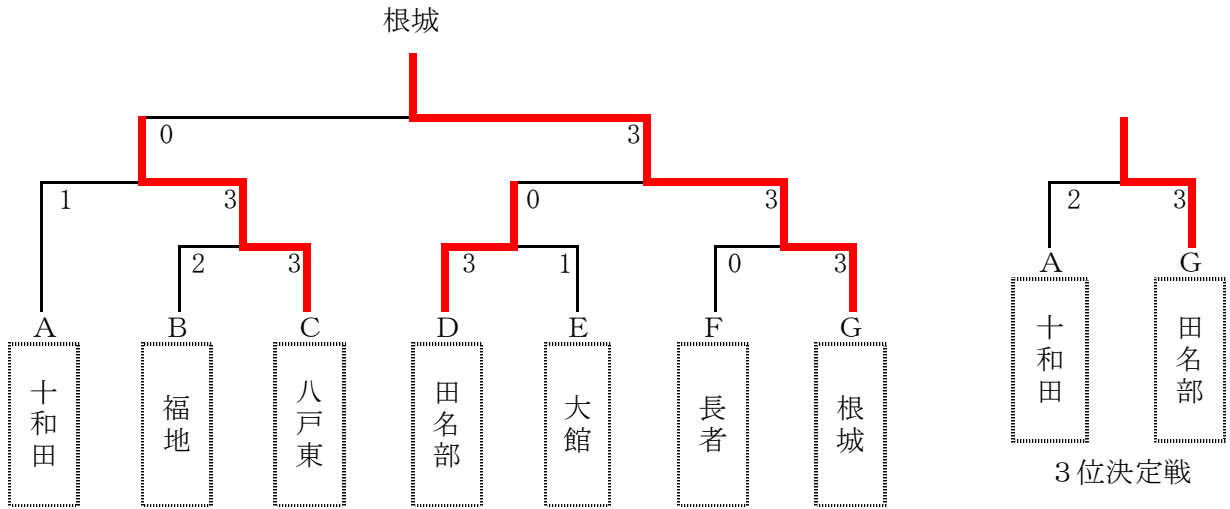 根城
0 3
1 3 0 3 2 3
2 3 3 1 0 3
A G
A B C D E F G
十和田 田名部
十和田 福地 八戸東 田名部 大館 長者 根城
3位決定戦